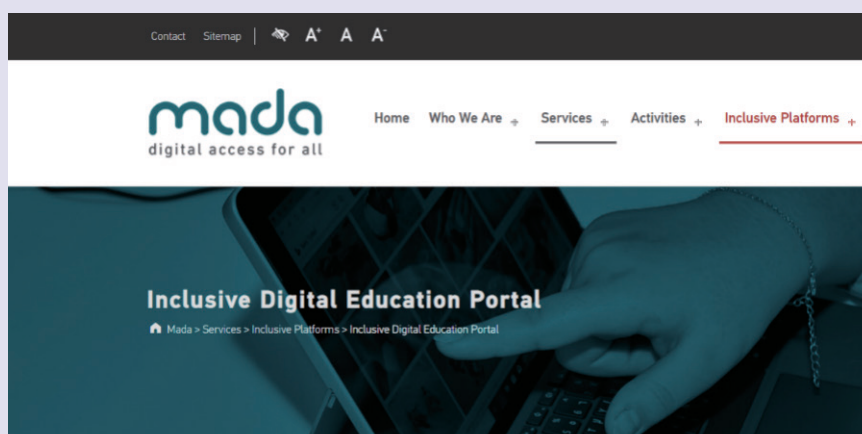 Contact Sitemap A+ A A-
mada
digital access for all
Home Who We Are + Services + Activities + Inclusive Platforms +
Inclusive Digital Education Portal
Mada > Services > Inclusive Platforms > Inclusive Digital Education Portal